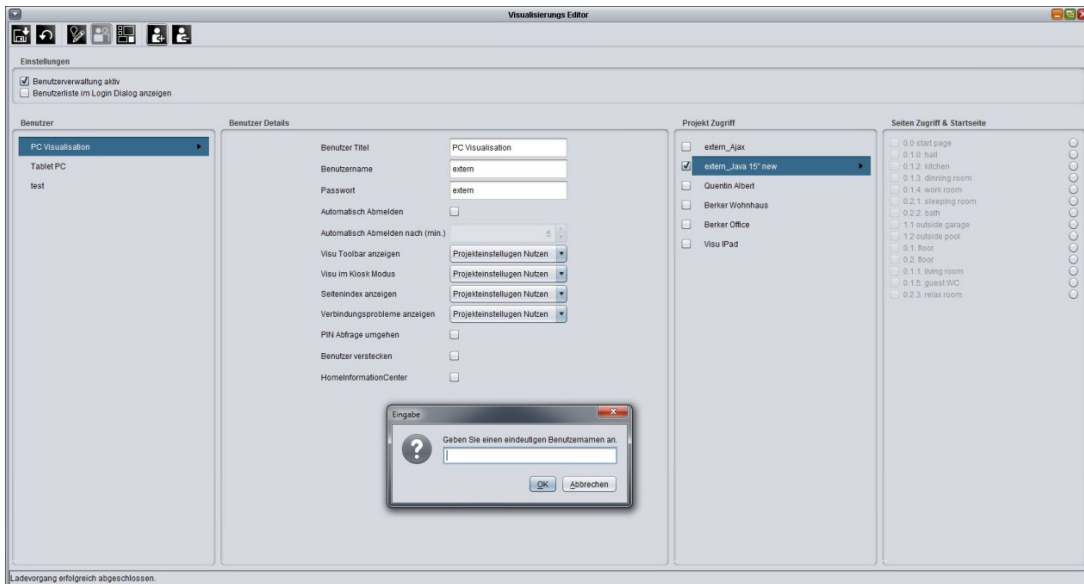 Visualisierungs Editor
Einstellungen
Benutzerverwaltung aktiv
Benutzerliste im Login Dialog anzeigen
Benutzer
PC Visualisation
Tablet PC
test
Benutzer Details
Benutzer Titel PC Visualisation
Benutzername extern
Passwort extern
Automatisch Abmelden
Automatisch Abmelden nach (min.) 5
Visu Toolbar anzeigen Projekteinstellugen Nutzen
Visu im Kiosk Modus Projekteinstellugen Nutzen
Seitenindex anzeigen Projekteinstellugen Nutzen
Verbindungsprobleme anzeigen Projekteinstellugen Nutzen
PIN Abfrage umgehen
Benutzer verstecken
HomeInformationCenter
Projekt Zugriff
extern_Ajax
extern_Java 15" new
Quentin Albert
Berker Wohnhaus
Berker Office
Visu IPad
Seiten Zugriff & Startseite
0:0 start page
0.1.0. hall
0.1.2. kitchen
0.1.3. dinning room
0.1.4. work room
0.2.1. sleeping room
0.2.2. bath
1.1 outside garage
1.2 outside pool
0.1. floor
0.2. floor
0.1.1. living room
0.1.5. guest WC
0.2.3. relax room
Eingabe
Geben Sie einen eindeutigen Benutzernamen an.
OK Abbrechen
Ladevorgang erfolgreich abgeschlossen.